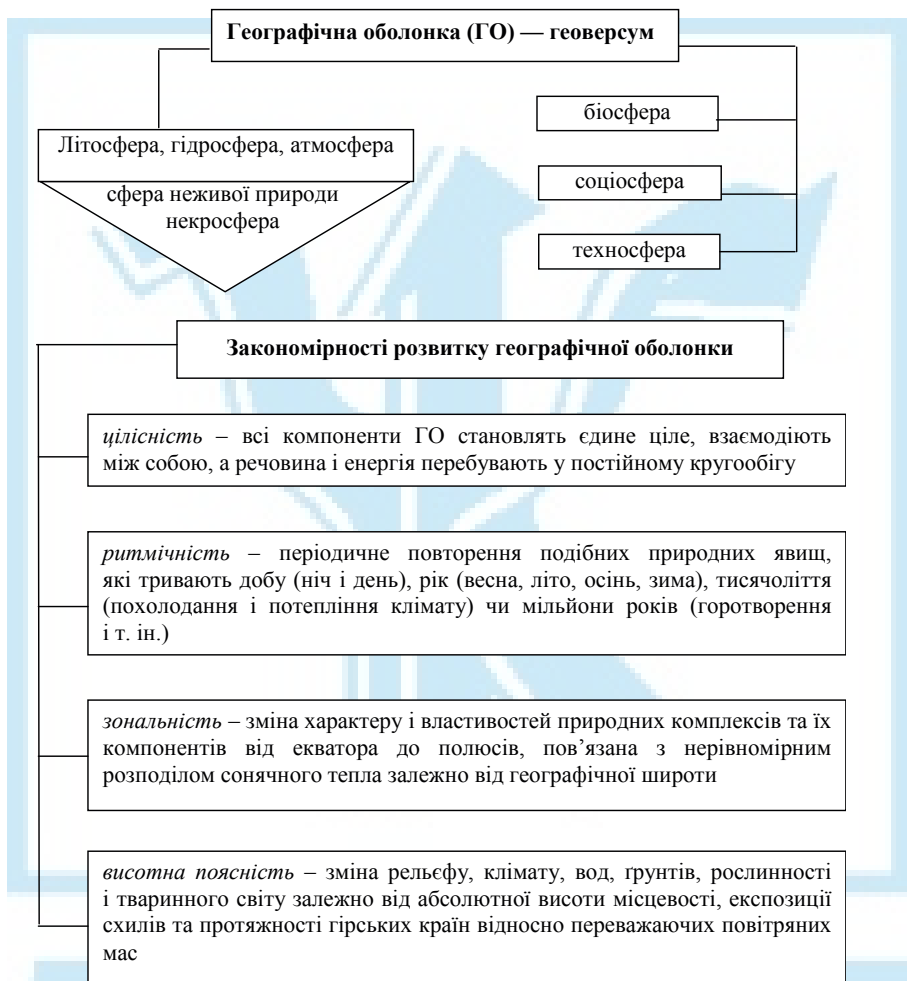 Географічна оболонка (ГО) — геоверсум
Літосфера, гідросфера, атмосфера
сфера неживої природи
некросфера
біосфера
соціосфера
техносфера
Закономірності розвитку географічної оболонки
цілісність – всі компоненти ГО становлять єдине ціле, взаємодіють
між собою, а речовина і енергія перебувають у постійному кругообігу
ритмічність – періодичне повторення подібних природних явищ,
які тривають добу (ніч і день), рік (весна, літо, осінь, зима), тисячоліття
(похолодання і потепління клімату) чи мільйони років (горотворення
і т. ін.)
зональність – зміна характеру і властивостей природних комплексів та їх
компонентів від екватора до полюсів, пов’язана з нерівномірним
розподілом сонячного тепла залежно від географічної широти
висотна поясність – зміна рельєфу, клімату, вод, ґрунтів, рослинності
і тваринного світу залежно від абсолютної висоти місцевості, експозиції
схилів та протяжності гірських країн відносно переважаючих повітряних
мас